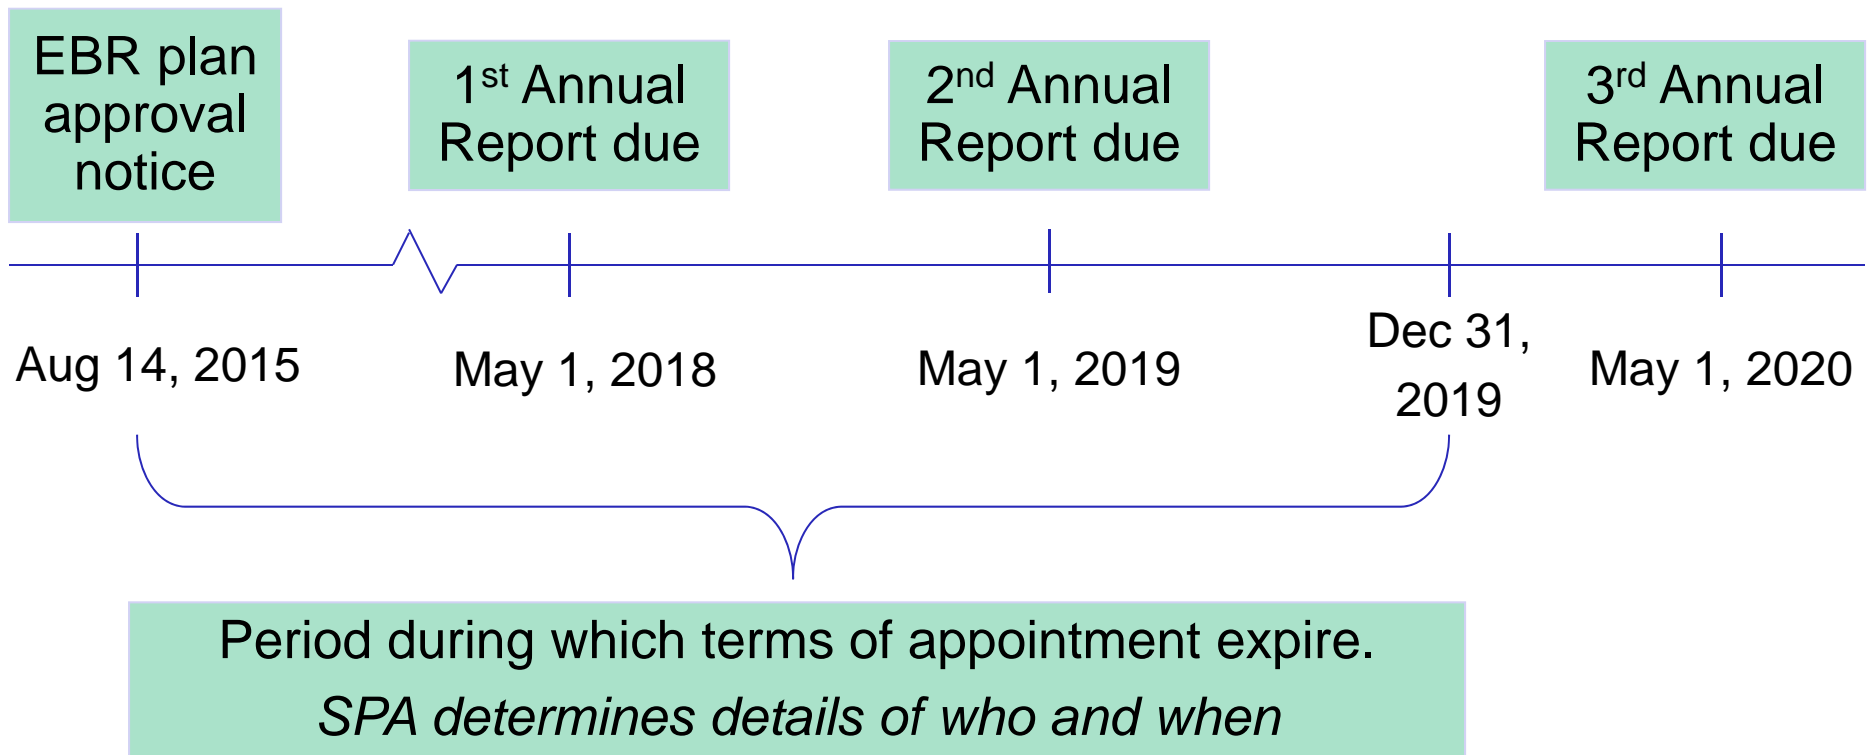 EBR plan
approval
notice
1st Annual
Report due
2nd Annual
Report due
3rd Annual
Report due
Aug 14, 2015
May 1, 2018
May 1, 2019
Dec 31,
2019
May 1, 2020
Period during which terms of appointment expire.
SPA determines details of who and when